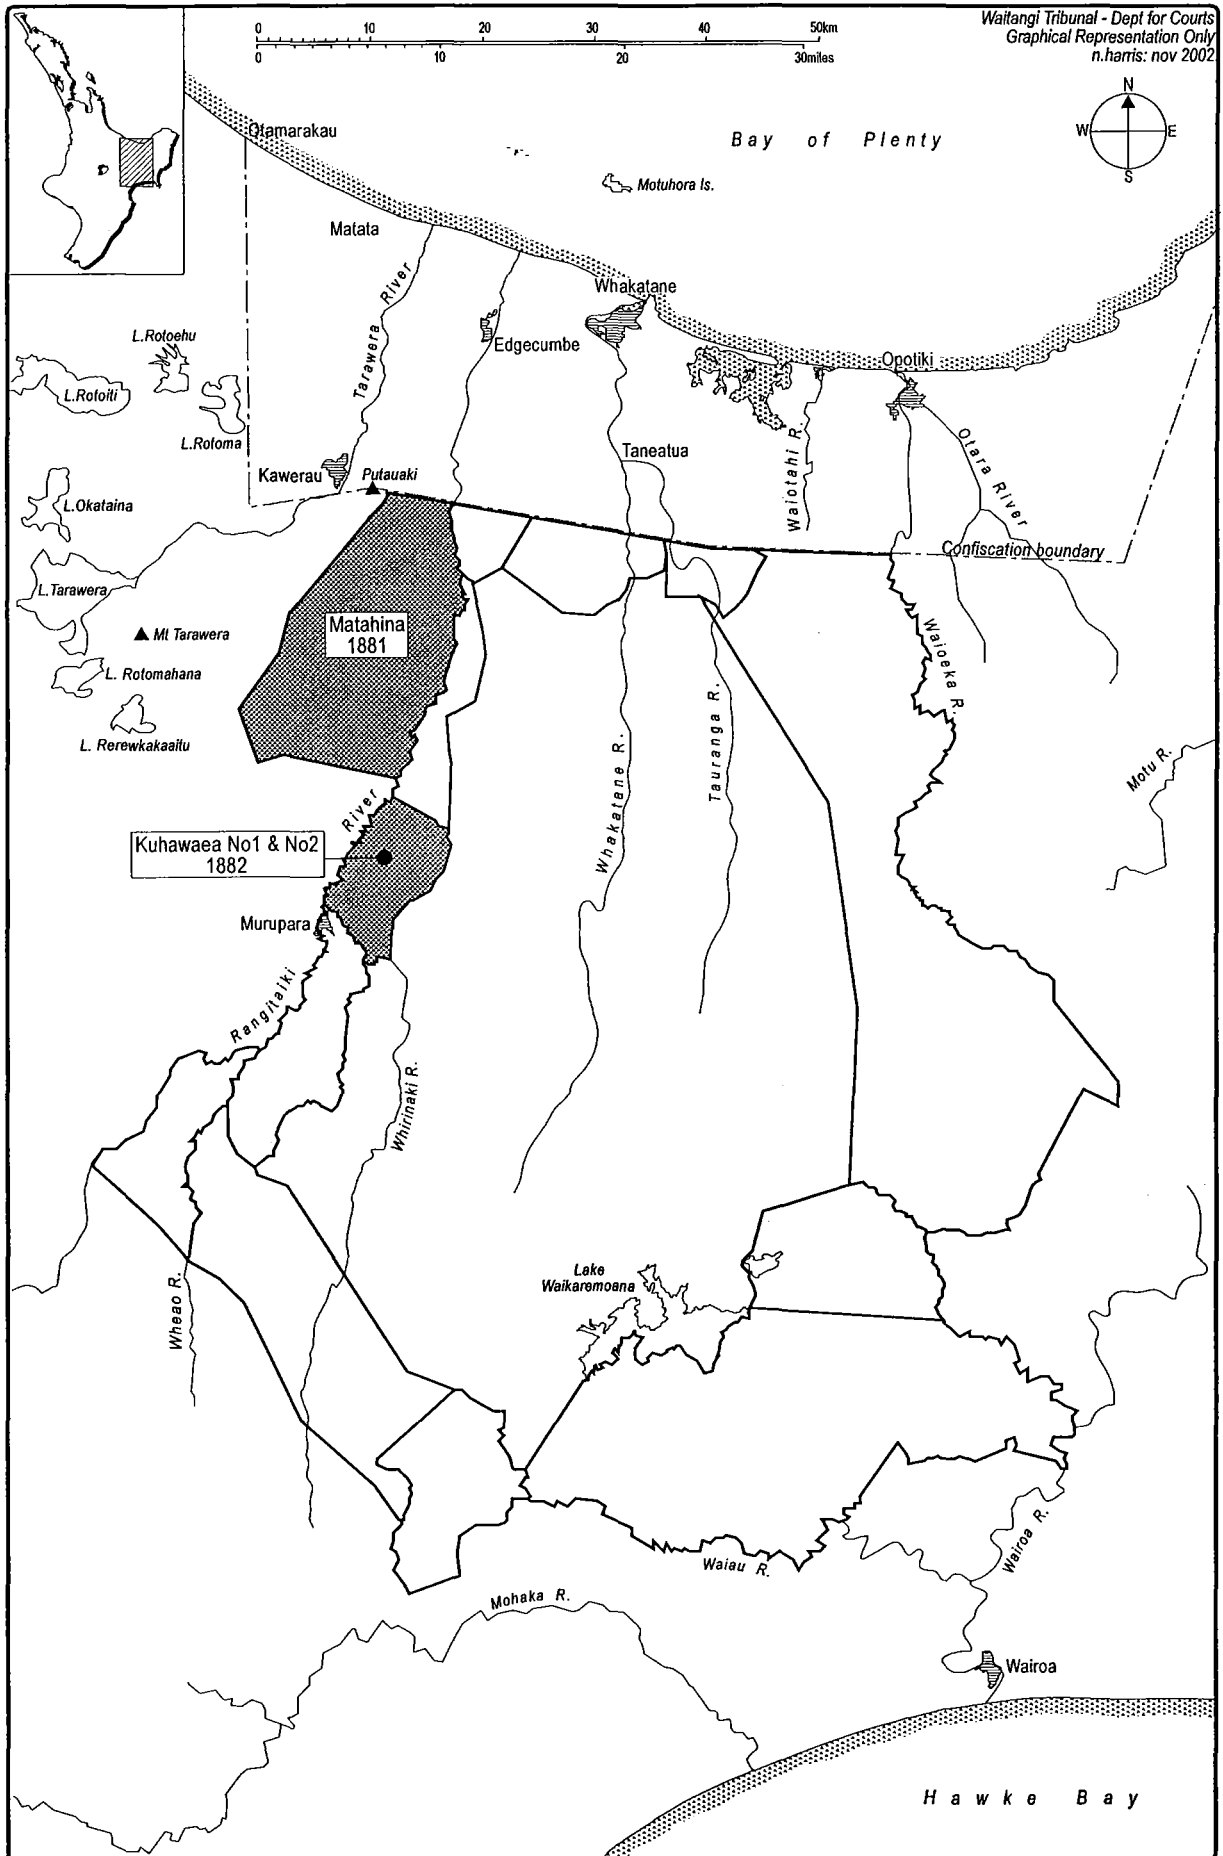 Waitangi Tribunal - Dept for Courts
Graphical Representation Only
n.harris: nov 2002
0 10 20 30 40 50km
0 10 20 30miles
N
W E
S
Otamarakau
Bay of Plenty
Motuhora Is.
Matata
Tarawera River
Whakatane
Edgecumbe
L.Rotoehu
L.Rotoiti
L.Rotoma
Opotiki
Kawerau
Putauaki
Taneatua
Waiotahi R.
Otara River
L.Okataina
Confiscation boundary
L.Tarawera
Matahina
1881
Mt Tarawera
Waioeka R.
L. Rotomahana
L. Rerewkakaaitu
Whakatane R.
Tauranga R.
Motu R.
Kuhawaea No1 & No2
1882
Murupara
Rangitaiki River
Whirinaki R.
Wheao R.
Lake
Waikaremoana
Waiau R.
Wairoa R.
Mohaka R.
Wairoa
Hawke Bay